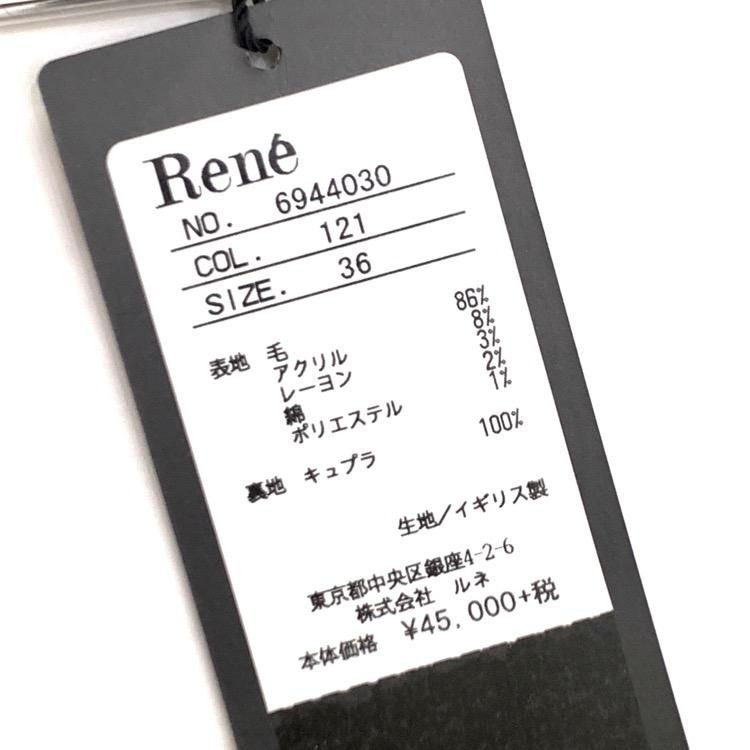 René
NO. 6944030
COL. 121
SIZE. 36
表地 毛 86%
アクリル 8%
レーヨン 3%
綿 2%
ポリエステル 1%
裏地 キュプラ 100%
生地/イギリス製
東京都中央区銀座4-2-6
株式会社 ルネ
本体価格 ¥45,000+税